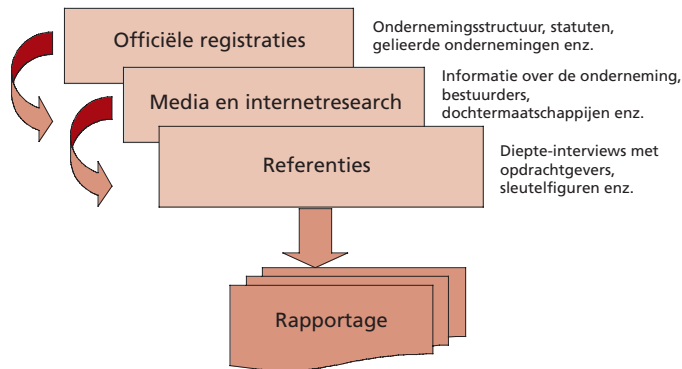 Officiële registraties
Ondernemingsstructuur, statuten,
gelieerde ondernemingen enz.
Media en internetresearch
Informatie over de onderneming,
bestuurders,
dochtermaatschappijen enz.
Referenties
Diepte-interviews met
opdrachtgevers,
sleutelfiguren enz.
Rapportage